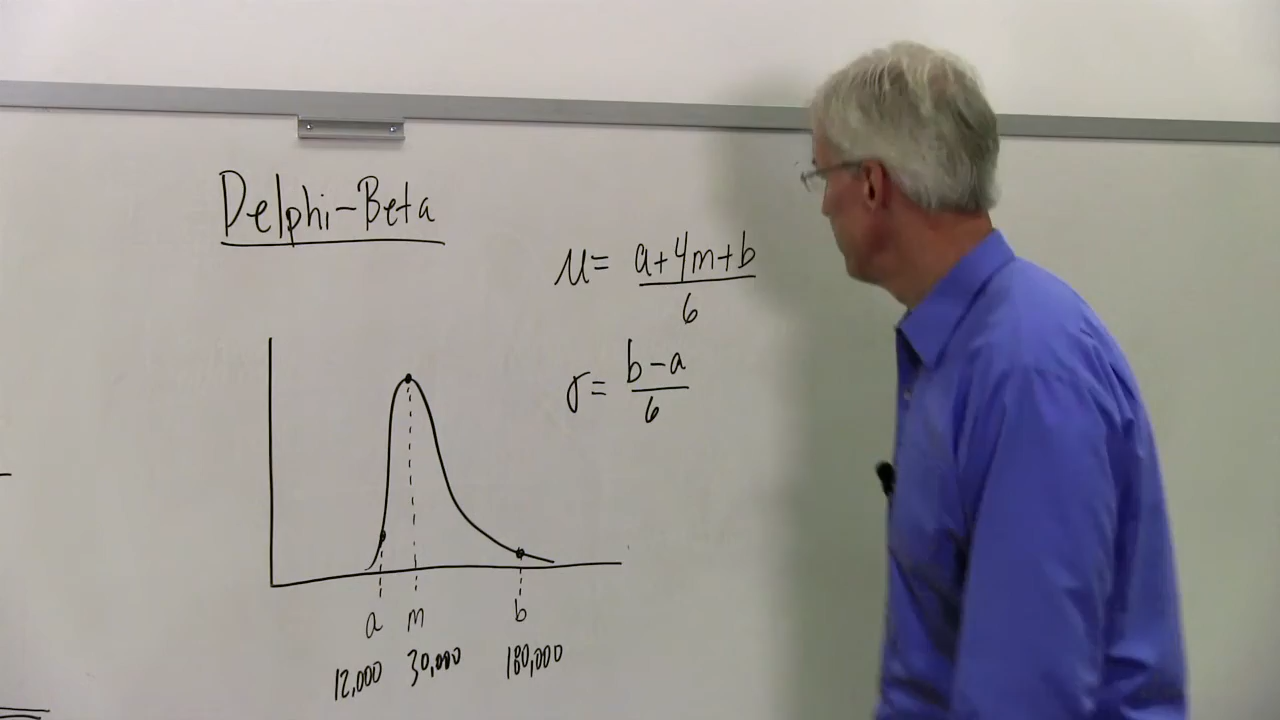 Delphi-Beta
μ = a+4m+b
6
σ = b-a
6
a m b
12,000 30,000 180,000